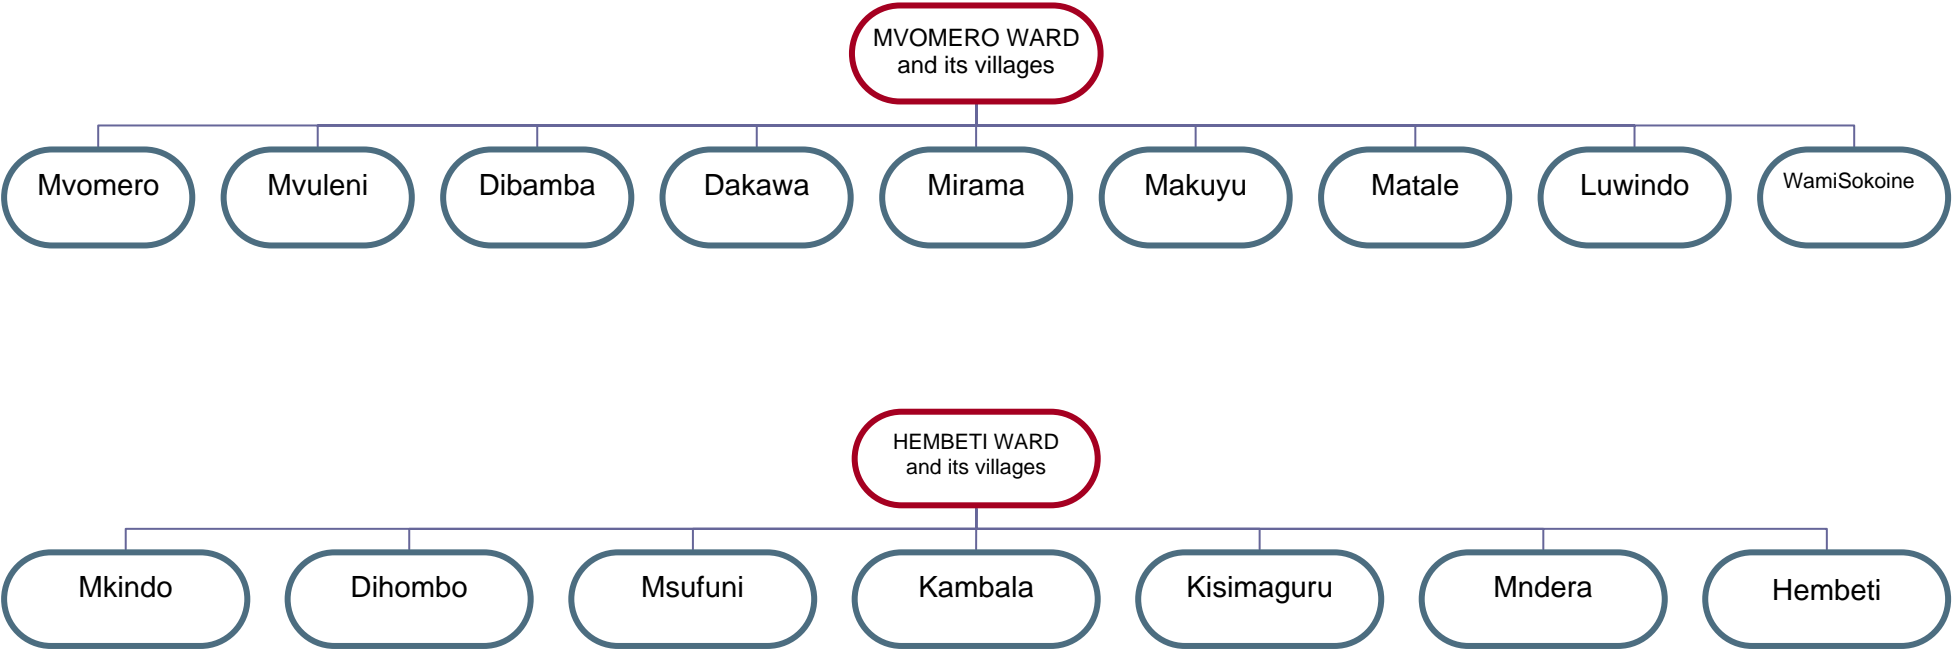 MVOMERO WARD
and its villages
Mvomero
Mvuleni
Dibamba
Dakawa
Mirama
Makuyu
Matale
Luwindo
WamiSokoine
HEMBETI WARD
and its villages
Mkindo
Dihombo
Msufuni
Kambala
Kisimaguru
Mndera
Hembeti